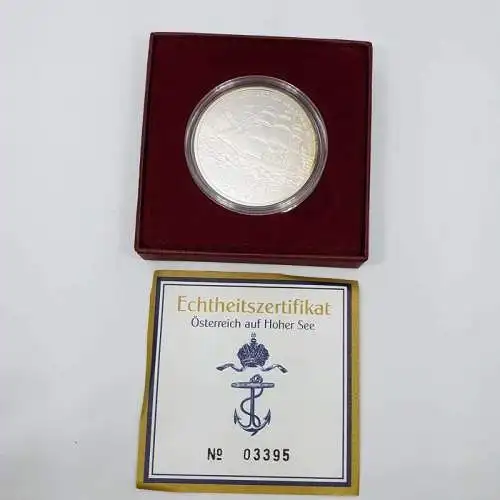 Echtheitszertifikat
Österreich auf Hoher See
Nº 03395